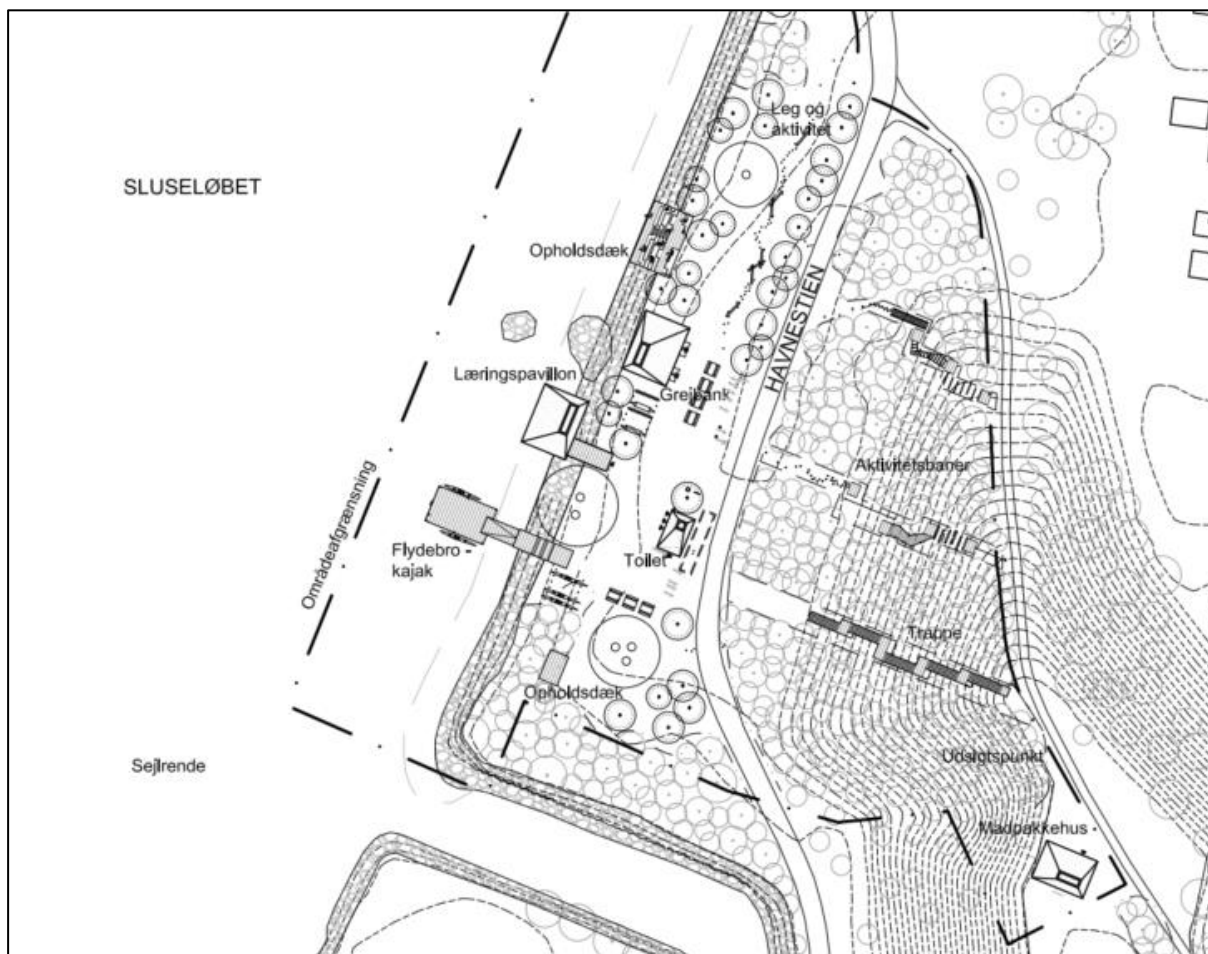 Leg og
aktivitet
SLUSELØBET
Opholdsdæk
HAVNESTIEN
Læringspavillon
Grejbank
Aktivitetsbaner
Områdeafgrænsning
Flydebro -
kajak
Toilet
Trappe
Opholdsdæk
Udsigtspunkt
Sejlrende
Madpakkehus